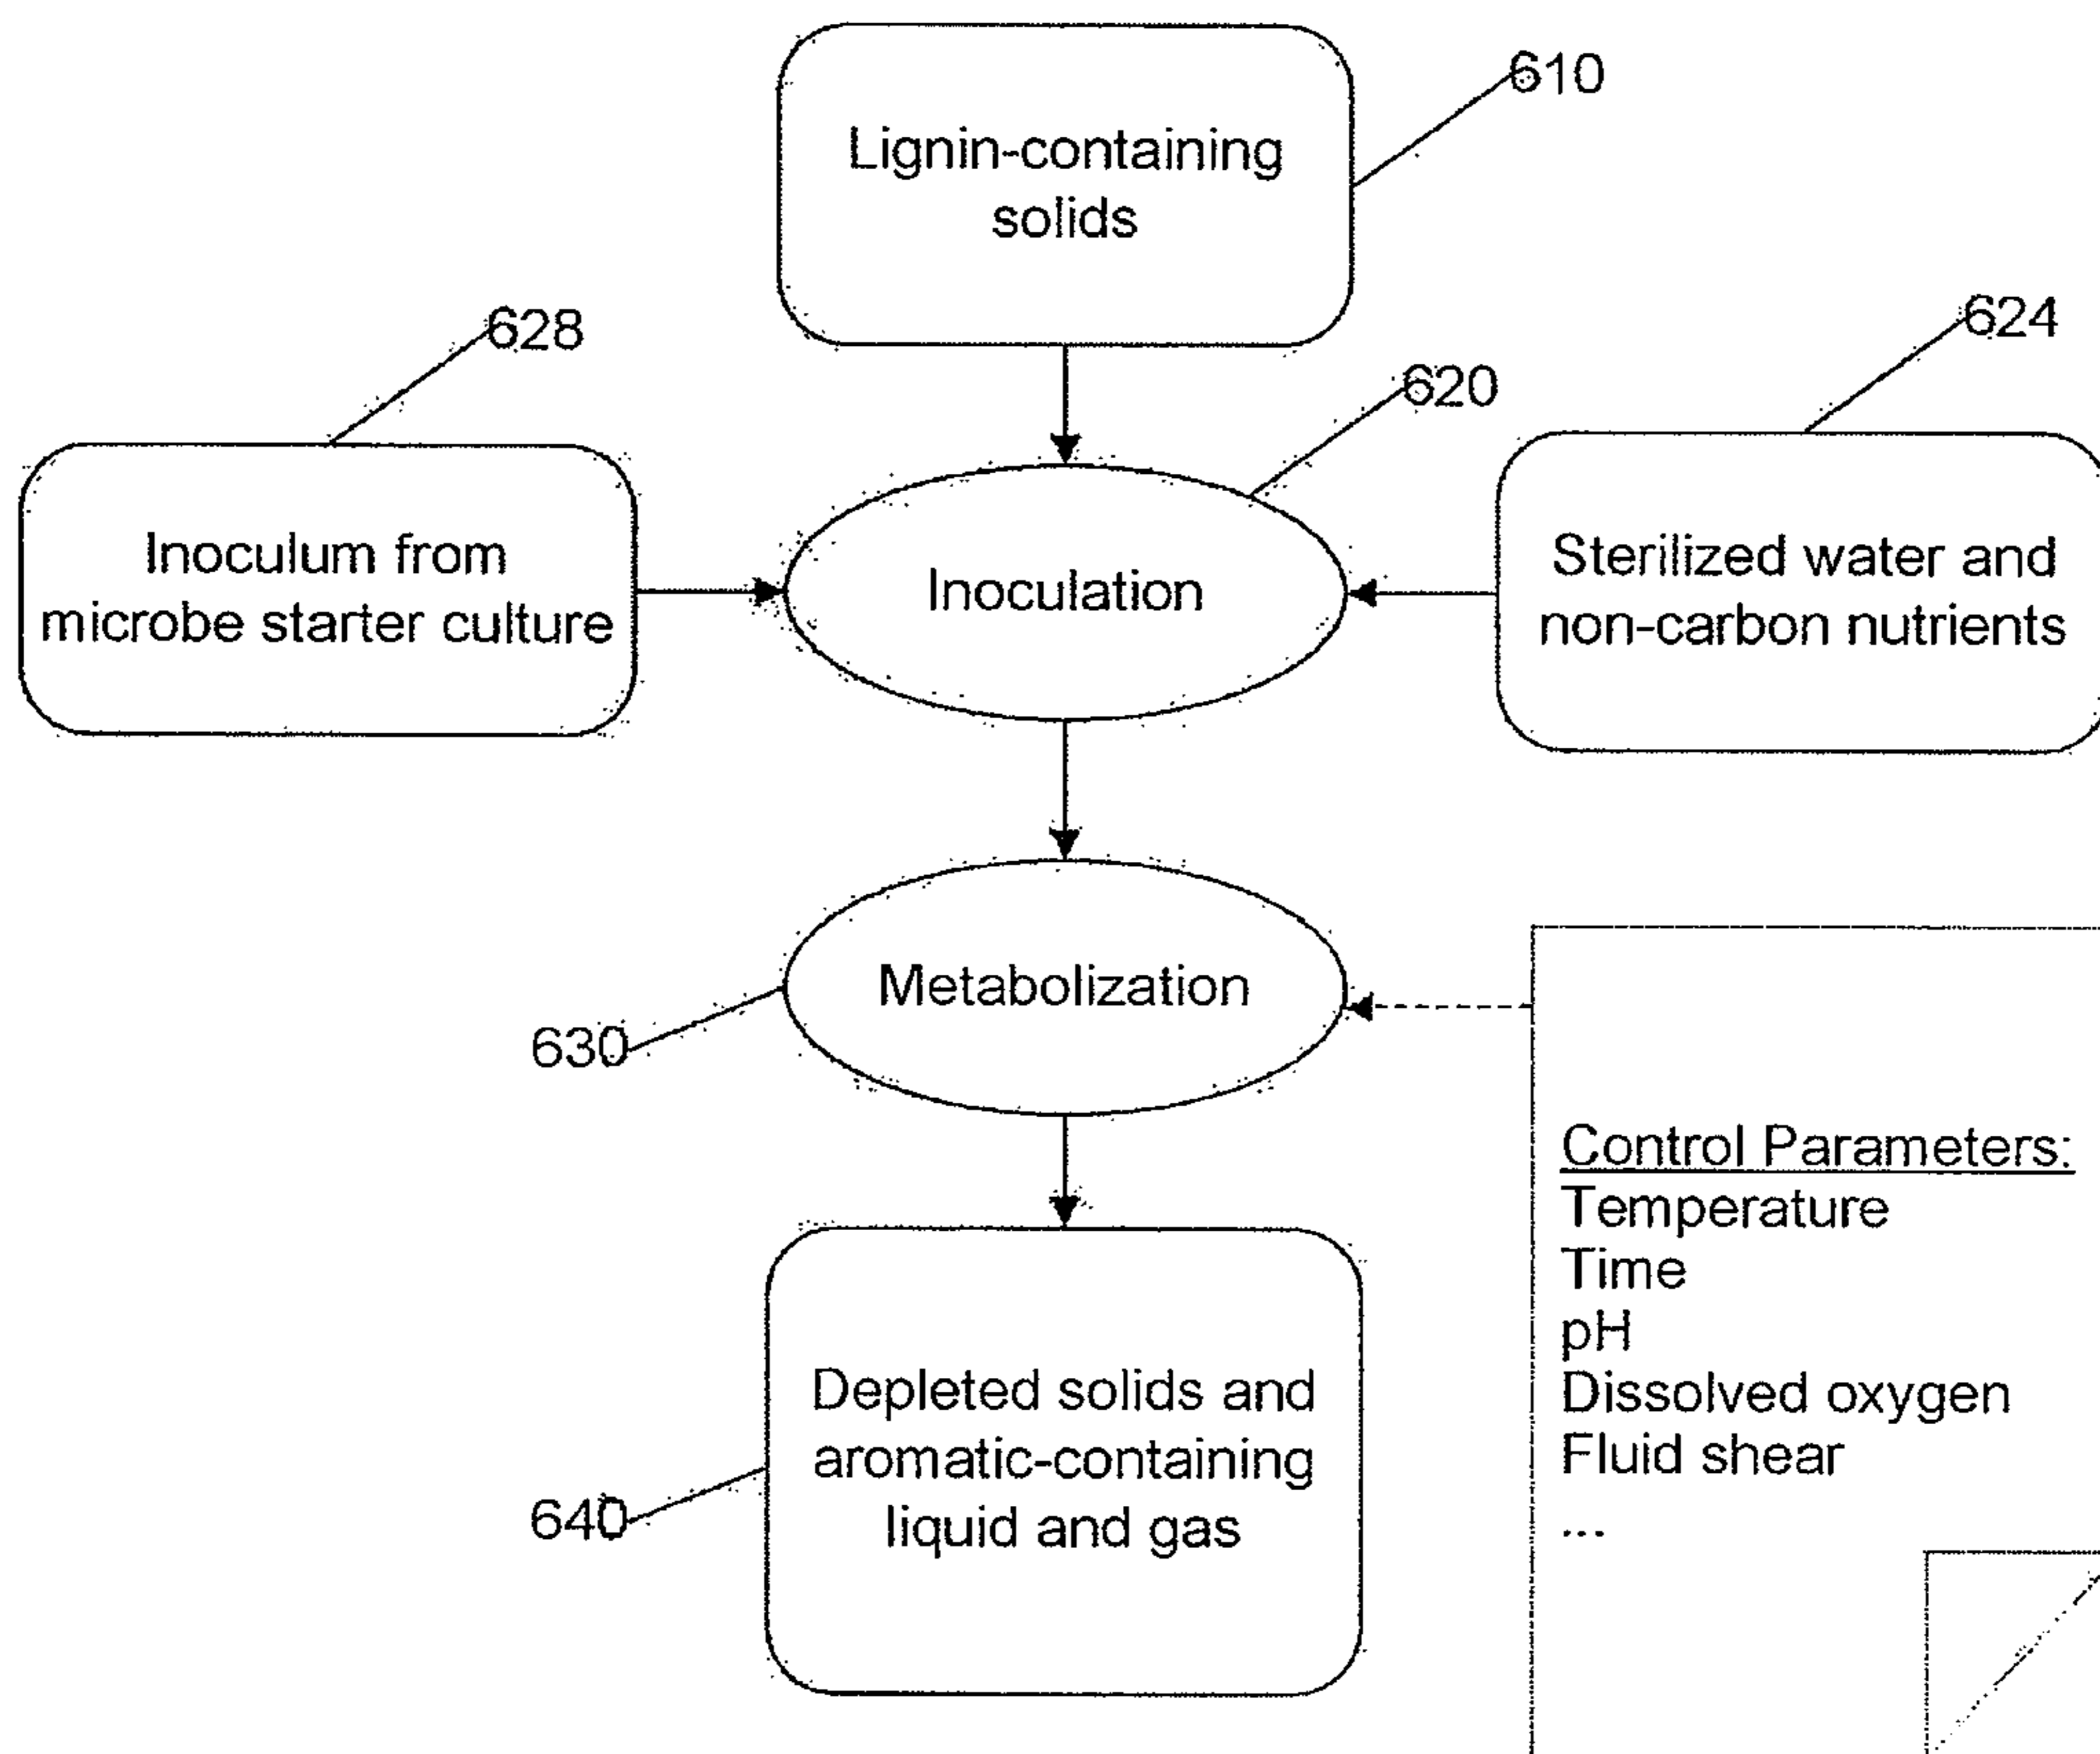 610
Lignin-containing
solids
628
624
620
Inoculum from
microbe starter culture
Inoculation
Sterilized water and
non-carbon nutrients
Metabolization
630
Control Parameters:
Temperature
Time
pH
Dissolved oxygen
Fluid shear
...
Depleted solids and
aromatic-containing
liquid and gas
640